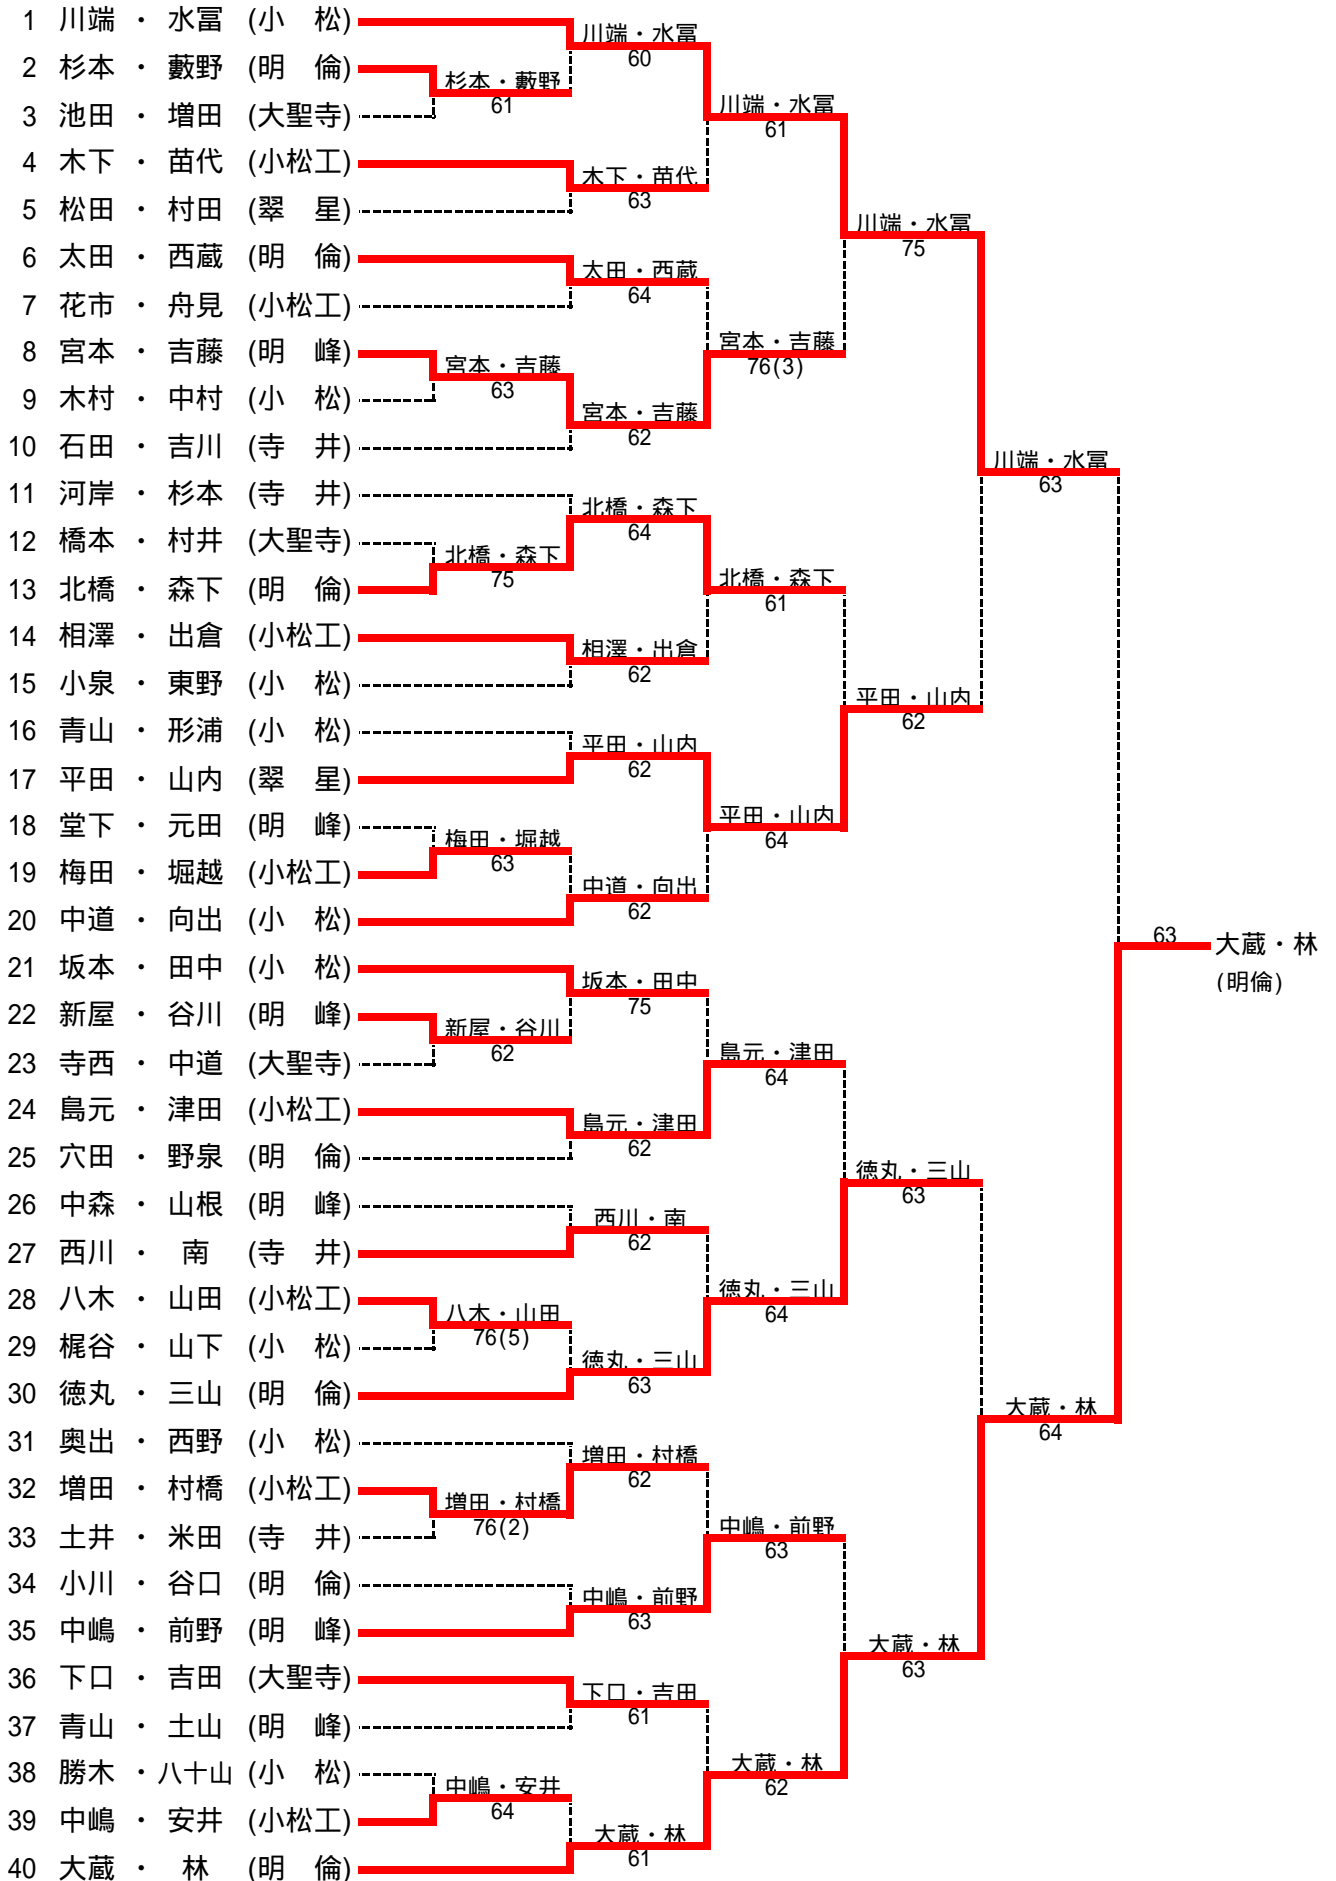 1 川端 ・ 水冨 (小 松)
2 杉本 ・藪野 (明 倫)
3 池田 ・ 増田 (大聖寺)
4 木下 ・ 苗代 (小松工)
5 松田 ・ 村田 (翠 星)
6 太田 ・ 西蔵 (明 倫)
7 花市 ・ 舟見 (小松工)
8 宮本 ・ 吉藤 (明 峰)
9 木村 ・ 中村 (小 松)
10 石田 ・ 吉川 (寺 井)
11 河岸 ・ 杉本 (寺 井)
12 橋本 ・ 村井 (大聖寺)
13 北橋 ・ 森下 (明 倫)
14 相澤 ・ 出倉 (小松工)
15 小泉 ・ 東野 (小 松)
16 青山 ・ 形浦 (小 松)
17 平田 ・ 山内 (翠 星)
18 堂下 ・ 元田 (明 峰)
19 梅田 ・ 堀越 (小松工)
20 中道 ・ 向出 (小 松)
21 坂本 ・ 田中 (小 松)
22 新屋 ・ 谷川 (明 峰)
23 寺西 ・ 中道 (大聖寺)
24 島元 ・ 津田 (小松工)
25 穴田 ・ 野泉 (明 倫)
26 中森 ・ 山根 (明 峰)
27 西川 ・ 南 (寺 井)
28 八木 ・ 山田 (小松工)
29 梶谷 ・ 山下 (小 松)
30 徳丸 ・ 三山 (明 倫)
31 奥出 ・ 西野 (小 松)
32 増田 ・ 村橋 (小松工)
33 土井 ・ 米田 (寺 井)
34 小川 ・ 谷口 (明 倫)
35 中嶋 ・ 前野 (明 峰)
36 下口 ・ 吉田 (大聖寺)
37 青山 ・ 土山 (明 峰)
38 勝木 ・八十山 (小 松)
39 中嶋 ・ 安井 (小松工)
40 大蔵 ・ 林 (明 倫)
杉本・藪野
61
宮本・吉藤
63
北橋・森下
75
梅田・堀越
63
新屋・谷川
62
八木・山田
76(5)
増田・村橋
76(2)
中嶋・安井
64
川端・水冨
60
木下・苗代
63
太田・西蔵
64
宮本・吉藤
62
北橋・森下
64
相澤・出倉
62
平田・山内
62
中道・向出
62
坂本・田中
75
島元・津田
62
西川・南
62
徳丸・三山
63
増田・村橋
62
中嶋・前野
63
下口・吉田
61
大蔵・林
61
川端・水冨
61
宮本・吉藤
76(3)
北橋・森下
61
平田・山内
64
島元・津田
64
徳丸・三山
64
中嶋・前野
63
大蔵・林
62
川端・水冨
75
平田・山内
62
徳丸・三山
63
大蔵・林
63
川端・水冨
63
大蔵・林
64
63
大蔵・林
(明倫)